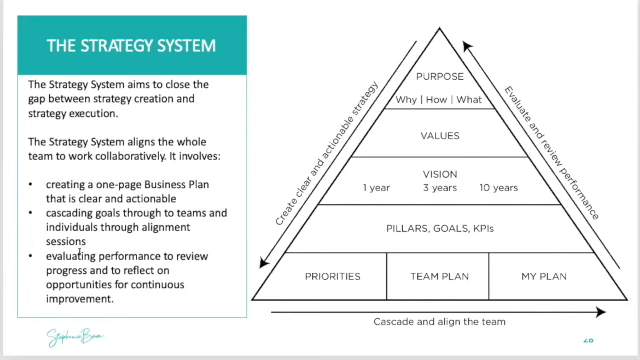 THE STRATEGY SYSTEM
The Strategy System aims to close the
gap between strategy creation and
strategy execution.
The Strategy System aligns the whole
team to work collaboratively. It involves:
• creating a one-page Business Plan
that is clear and actionable
• cascading goals through to teams and
individuals through alignment
sessions
• evaluating performance to review
progress and to reflect on
opportunities for continuous
improvement.
Create clear and actionable strategy
PURPOSE
Why | How | What
VALUES
VISION
1 year 3 years 10 years
PILLARS, GOALS, KPIs
PRIORITIES TEAM PLAN MY PLAN
Evaluate and review performance
Cascade and align the team